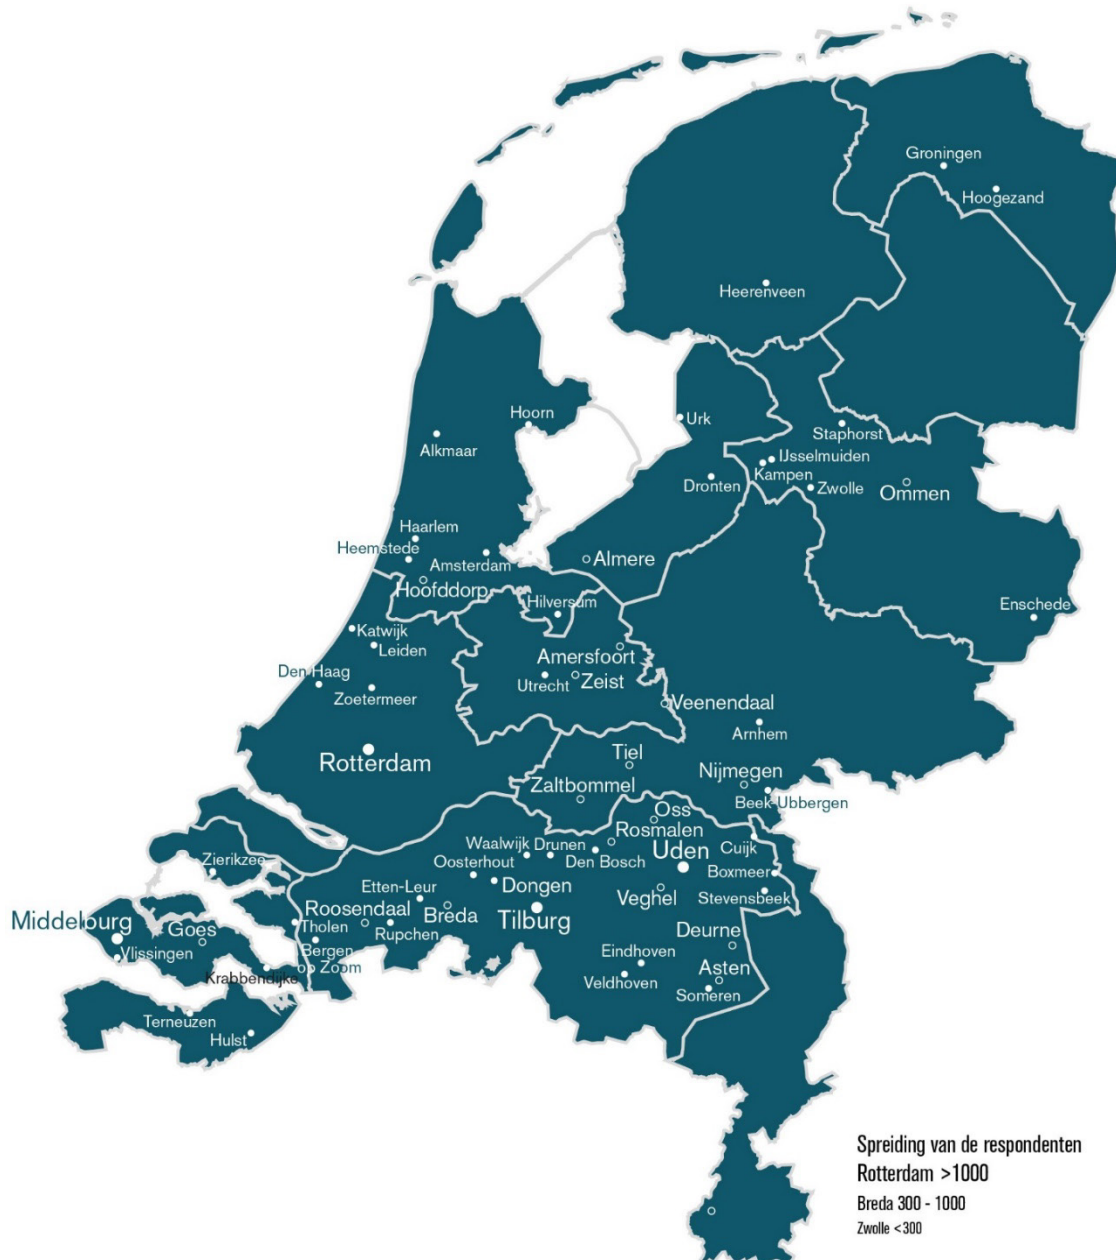 Groningen
Hoogezand
Heerenveen
Hoorn
Urk
Alkmaar
Staphorst
IJsselmuiden
Kampen
Dronten
Zwolle
Ommen
Haarlem
Heemstede
Amsterdam
Almere
Hoofddorp
Hilversum
Enschede
Katwijk
Leiden
Amersfoort
Den Haag
Utrecht
Zeist
Zoetermeer
Veenendaal
Arnhem
Rotterdam
Tiel
Nijmegen
Zaltbommel
Beek-Ubbergen
Oss
Rosmalen
Waalwijk
Drunen
Cuijk
Zierikzee
Oosterhout
Den Bosch
Uden
Boxmeer
Etten-Leur
Dongen
Veghel
Stevensbeek
Middelburg
Goes
Roosendaal
Breda
Tilburg
Tholen
Rupchen
Deurne
Vlissingen
Bergen
oo Zoom
Eindhoven
Krabbendijke
Veldhoven
Asten
Someren
Terneuzen
Hulst
Spreiding van de respondenten
Rotterdam >1000
Breda 300 - 1000
Zwolle <300